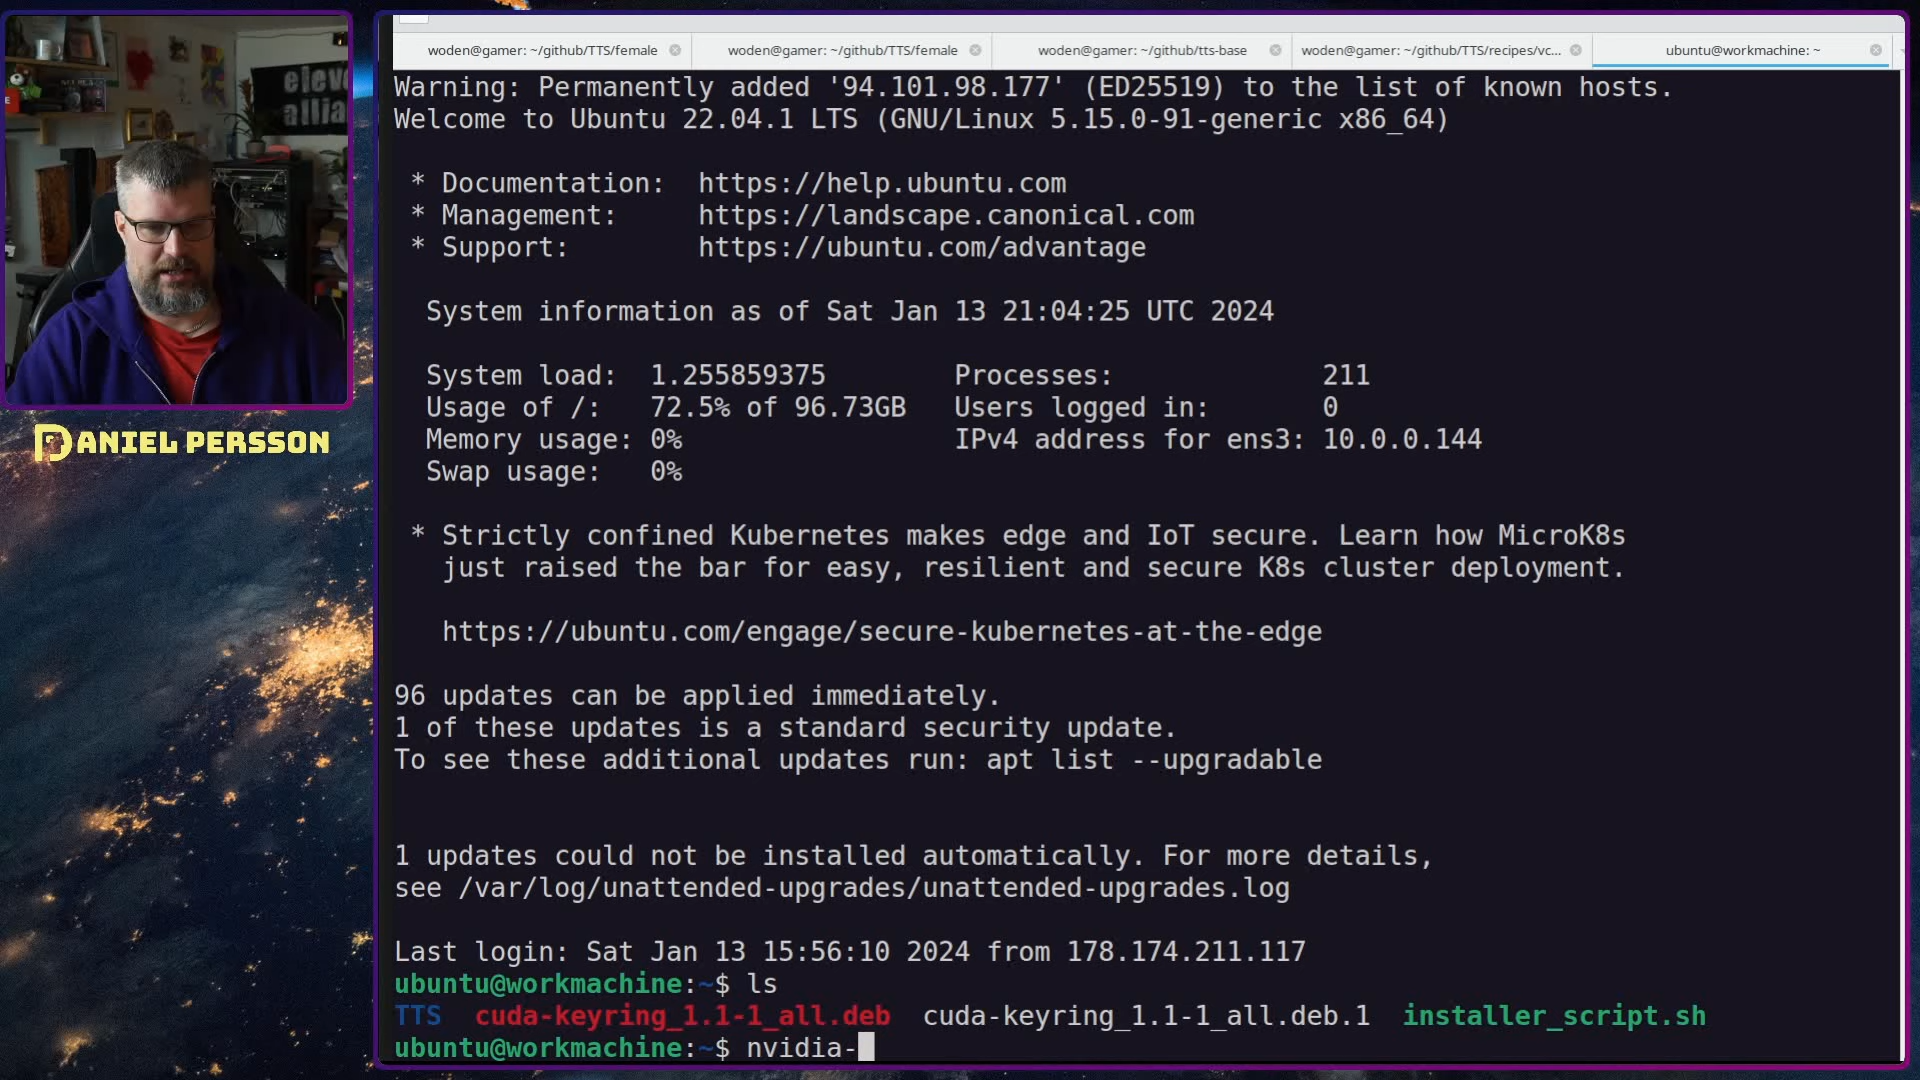 woden@gamer: ~/github/TTS/female
woden@gamer: ~/github/TTS/female
woden@gamer: ~/github/tts-base
woden@gamer: ~/github/TTS/recipes/vc...
ubuntu@workmachine: ~
Warning: Permanently added '94.101.98.177' (ED25519) to the list of known hosts.
Welcome to Ubuntu 22.04.1 LTS (GNU/Linux 5.15.0-91-generic x86_64)
* Documentation: https://help.ubuntu.com
* Management: https://landscape.canonical.com
* Support: https://ubuntu.com/advantage
System information as of Sat Jan 13 21:04:25 UTC 2024
System load: 1.255859375 Processes: 211
Usage of /: 72.5% of 96.73GB Users logged in: 0
Memory usage: 0% IPv4 address for ens3: 10.0.0.144
Swap usage: 0%
* Strictly confined Kubernetes makes edge and IoT secure. Learn how MicroK8s
just raised the bar for easy, resilient and secure K8s cluster deployment.
https://ubuntu.com/engage/secure-kubernetes-at-the-edge
96 updates can be applied immediately.
1 of these updates is a standard security update.
To see these additional updates run: apt list --upgradable
1 updates could not be installed automatically. For more details,
see /var/log/unattended-upgrades/unattended-upgrades.log
Last login: Sat Jan 13 15:56:10 2024 from 178.174.211.117
ubuntu@workmachine:~$ ls
TTS cuda-keyring_1.1-1_all.deb cuda-keyring_1.1-1_all.deb.1 installer_script.sh
ubuntu@workmachine:~$ nvidia-
DANIEL PERSSON